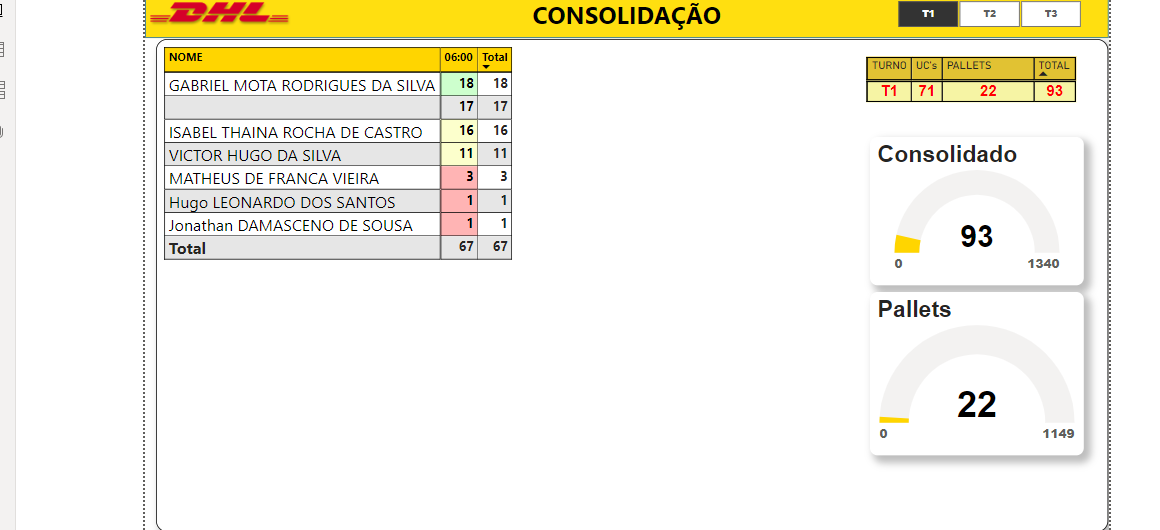 DHL
CONSOLIDAÇÃO
T1 T2 T3
NOME 06:00 Total
GABRIEL MOTA RODRIGUES DA SILVA 18 18
17 17
ISABEL THAINA ROCHA DE CASTRO 16 16
VICTOR HUGO DA SILVA 11 11
MATHEUS DE FRANCA VIEIRA 3 3
Hugo LEONARDO DOS SANTOS 1 1
Jonathan DAMASCENO DE SOUSA 1 1
Total 67 67
TURNO UC's PALLETS TOTAL
T1 71 22 93
Consolidado
93
0 1340
Pallets
22
0 1149